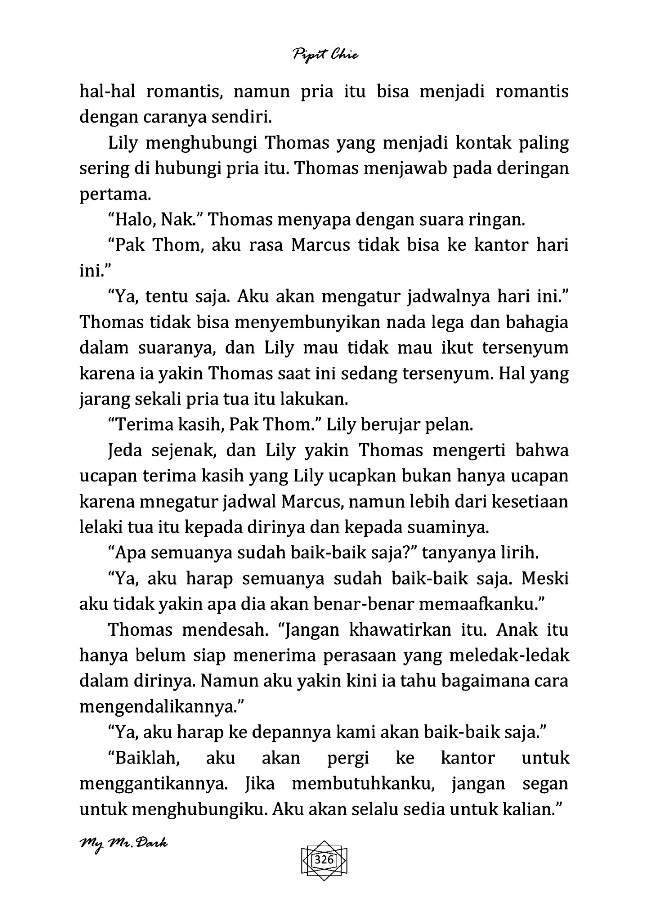 Pipit Chie
hal-hal romantis, namun pria itu bisa menjadi romantis
dengan caranya sendiri.
Lily menghubungi Thomas yang menjadi kontak paling
sering di hubungi pria itu. Thomas menjawab pada deringan
pertama.
“Halo, Nak.” Thomas menyapa dengan suara ringan.
“Pak Thom, aku rasa Marcus tidak bisa ke kantor hari
ini.”
“Ya, tentu saja. Aku akan mengatur jadwalnya hari ini.”
Thomas tidak bisa menyembunyikan nada lega dan bahagia
dalam suaranya, dan Lily mau tidak mau ikut tersenyum
karena ia yakin Thomas saat ini sedang tersenyum. Hal yang
jarang sekali pria tua itu lakukan.
“Terima kasih, Pak Thom.” Lily berujar pelan.
Jeda sejenak, dan Lily yakin Thomas mengerti bahwa
ucapan terima kasih yang Lily ucapkan bukan hanya ucapan
karena mnegatur jadwal Marcus, namun lebih dari kesetiaan
lelaki tua itu kepada dirinya dan kepada suaminya.
“Apa semuanya sudah baik-baik saja?” tanyanya lirih.
“Ya, aku harap semuanya sudah baik-baik saja. Meski
aku tidak yakin apa dia akan benar-benar memaafkanku.”
Thomas mendesah. “Jangan khawatirkan itu. Anak itu
hanya belum siap menerima perasaan yang meledak-ledak
dalam dirinya. Namun aku yakin kini ia tahu bagaimana cara
mengendalikannya.”
“Ya, aku harap ke depannya kami akan baik-baik saja.”
“Baiklah, aku akan pergi ke kantor untuk
menggantikannya. Jika membutuhkanku, jangan segan
untuk menghubungiku. Aku akan selalu sedia untuk kalian.”
My Mr. Dark
326